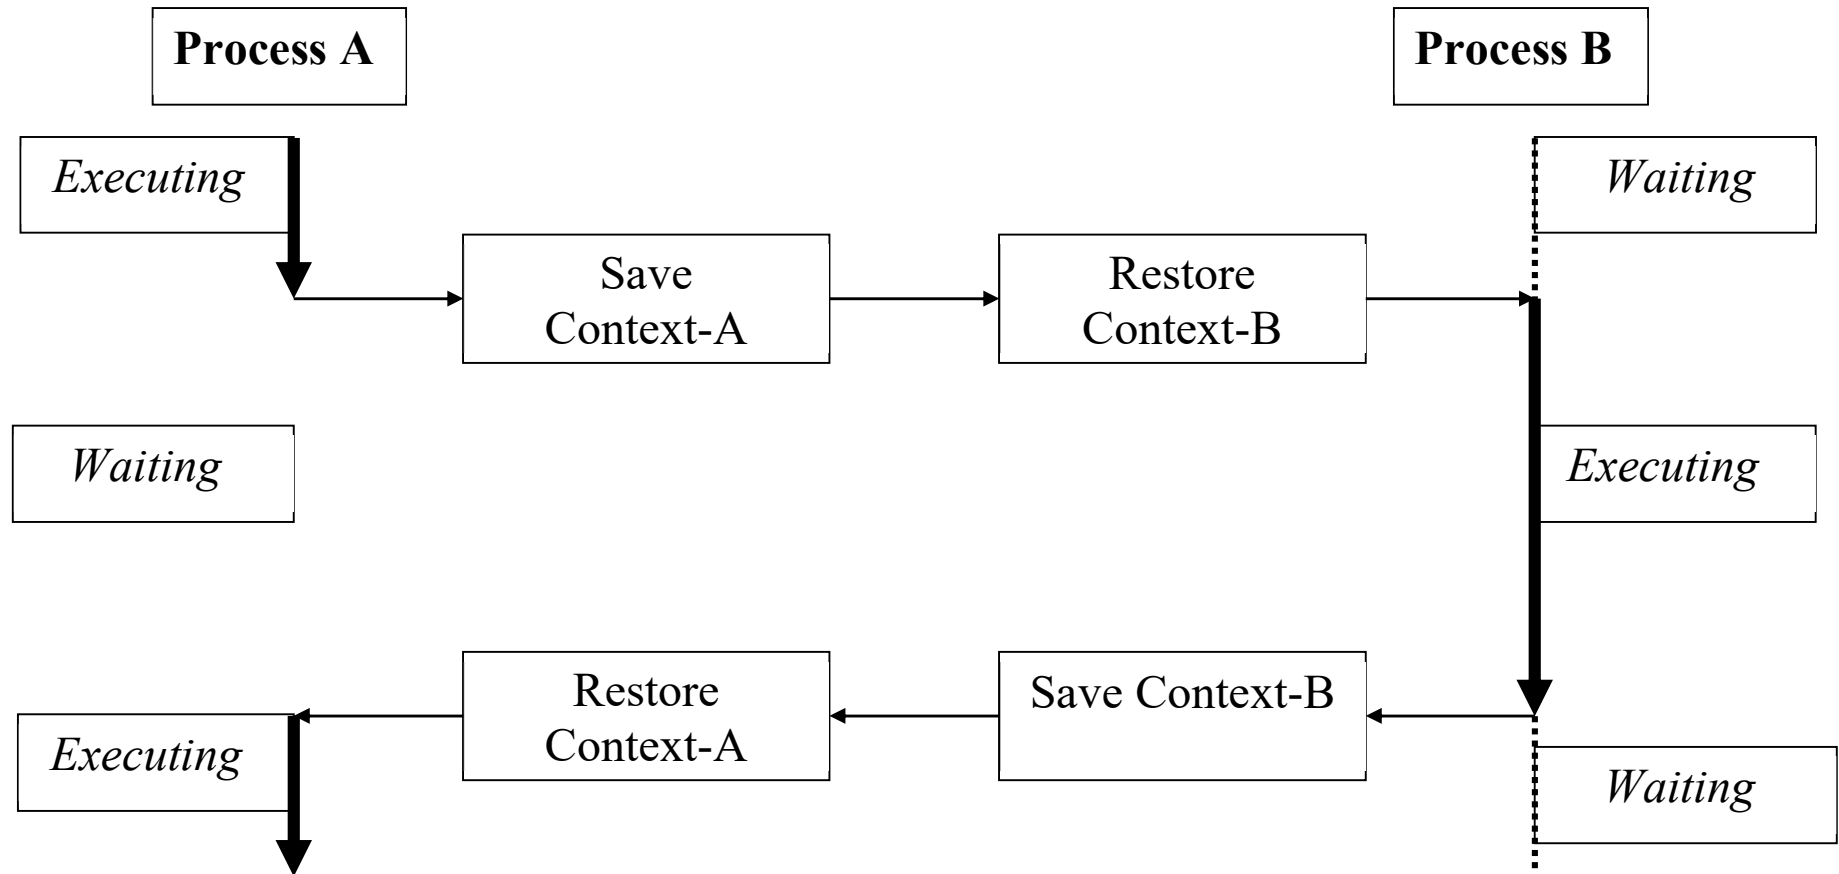 Process A
Process B
Executing
Waiting
Save
Context-A
Restore
Context-B
Waiting
Executing
Restore
Context-A
Save Context-B
Executing
Waiting